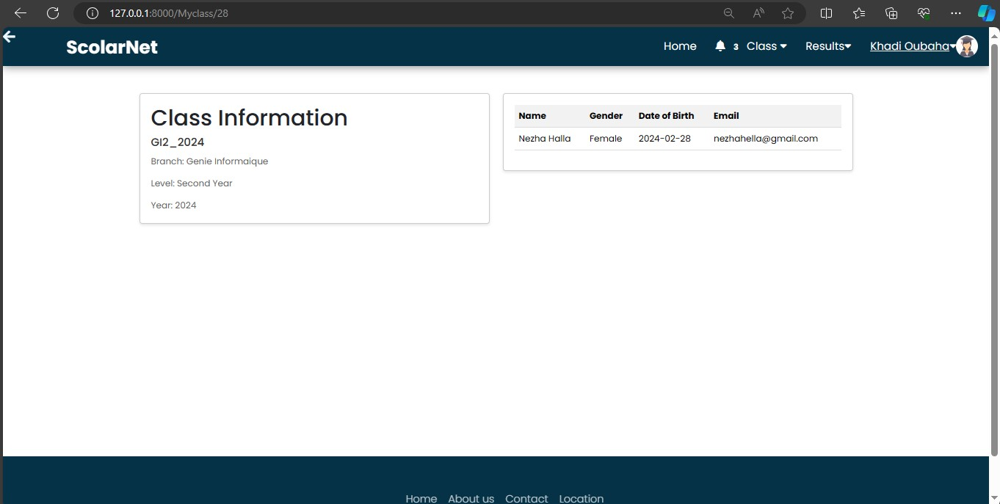 127.0.0.1:8000/Myclass/28
ScolarNet
Home 3 Class Results Khadi Oubaha
Class Information
GI2_2024
Branch: Genie Informaique
Level: Second Year
Year: 2024
Name Gender Date of Birth Email
Nezha Halla Female 2024-02-28 nezhahella@gmail.com
Home About us Contact Location